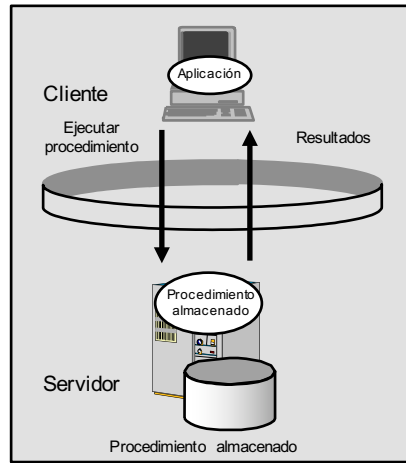 Aplicación
Cliente
Ejecutar
procedimiento
Resultados
Procedimiento
almacenado
Servidor
Procedimiento almacenado